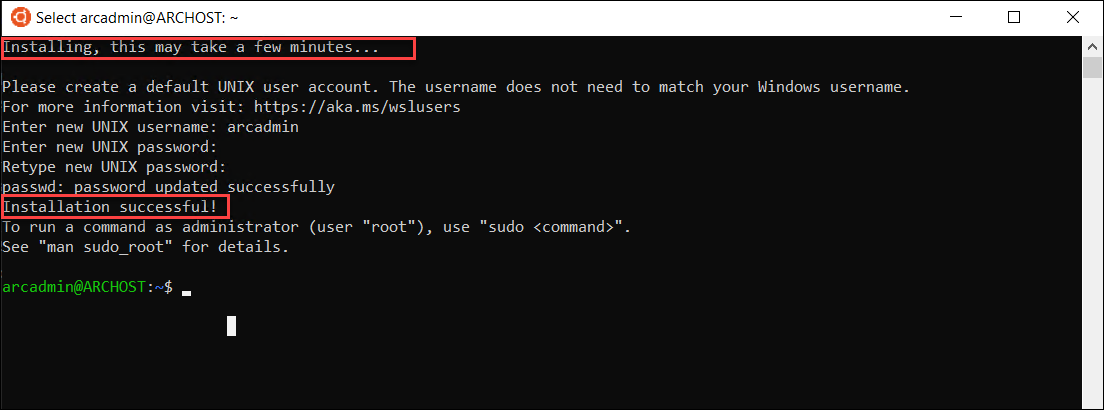 Select arcadmin@ARCHOST: ~
Installing, this may take a few minutes...
Please create a default UNIX user account. The username does not need to match your Windows username.
For more information visit: https://aka.ms/wslusers
Enter new UNIX username: arcadmin
Enter new UNIX password:
Retype new UNIX password:
passwd: password updated successfully
Installation successful!
To run a command as administrator (user "root"), use "sudo <command>".
See "man sudo_root" for details.
arcadmin@ARCHOST:~$